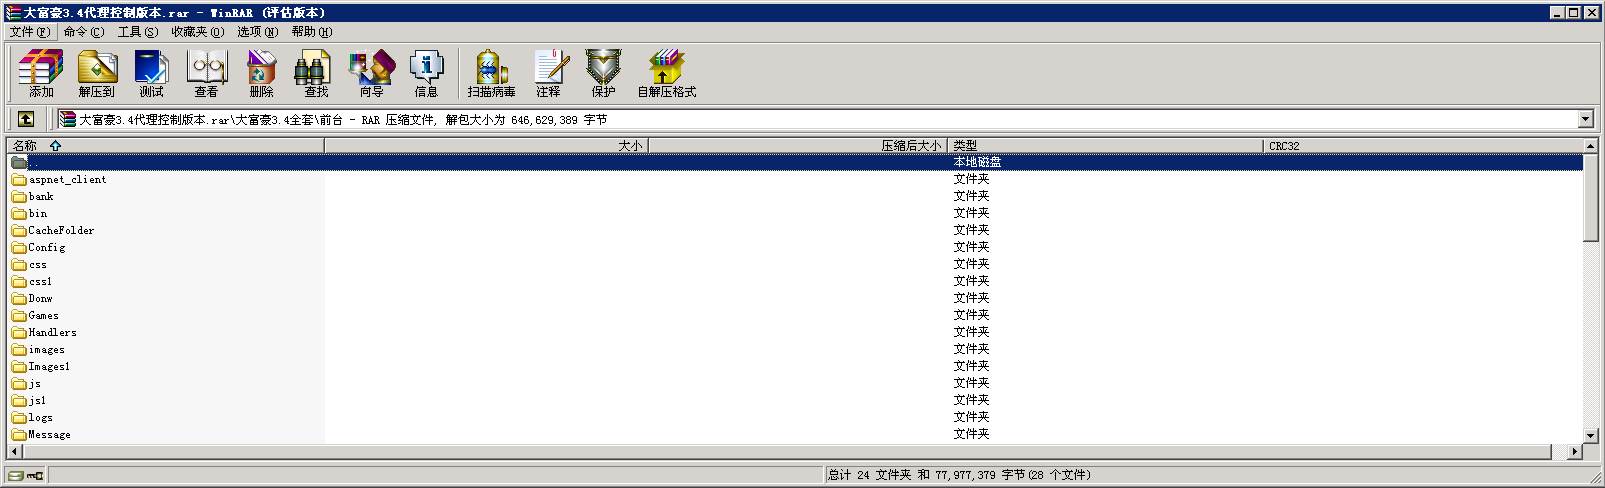 大富豪3.4代理控制版本.rar - WinRAR (评估版本)
文件(F) 命令(C) 工具(S) 收藏夹(O) 选项(N) 帮助(H)
添加 解压到 测试 查看 删除 查找 向导 信息 扫描病毒 注释 保护 自解压格式
大富豪3.4代理控制版本.rar\大富豪3.4全套\前台 - RAR 压缩文件, 解包大小为 646,629,389 字节
名称 大小 压缩后大小 类型 CRC32
.. 本地磁盘
aspnet_client 文件夹
bank 文件夹
bin 文件夹
CacheFolder 文件夹
Config 文件夹
css 文件夹
css1 文件夹
Donw 文件夹
Games 文件夹
Handlers 文件夹
images 文件夹
Images1 文件夹
js 文件夹
js1 文件夹
logs 文件夹
Message 文件夹
总计 24 文件夹 和 77,977,379 字节(28 个文件)